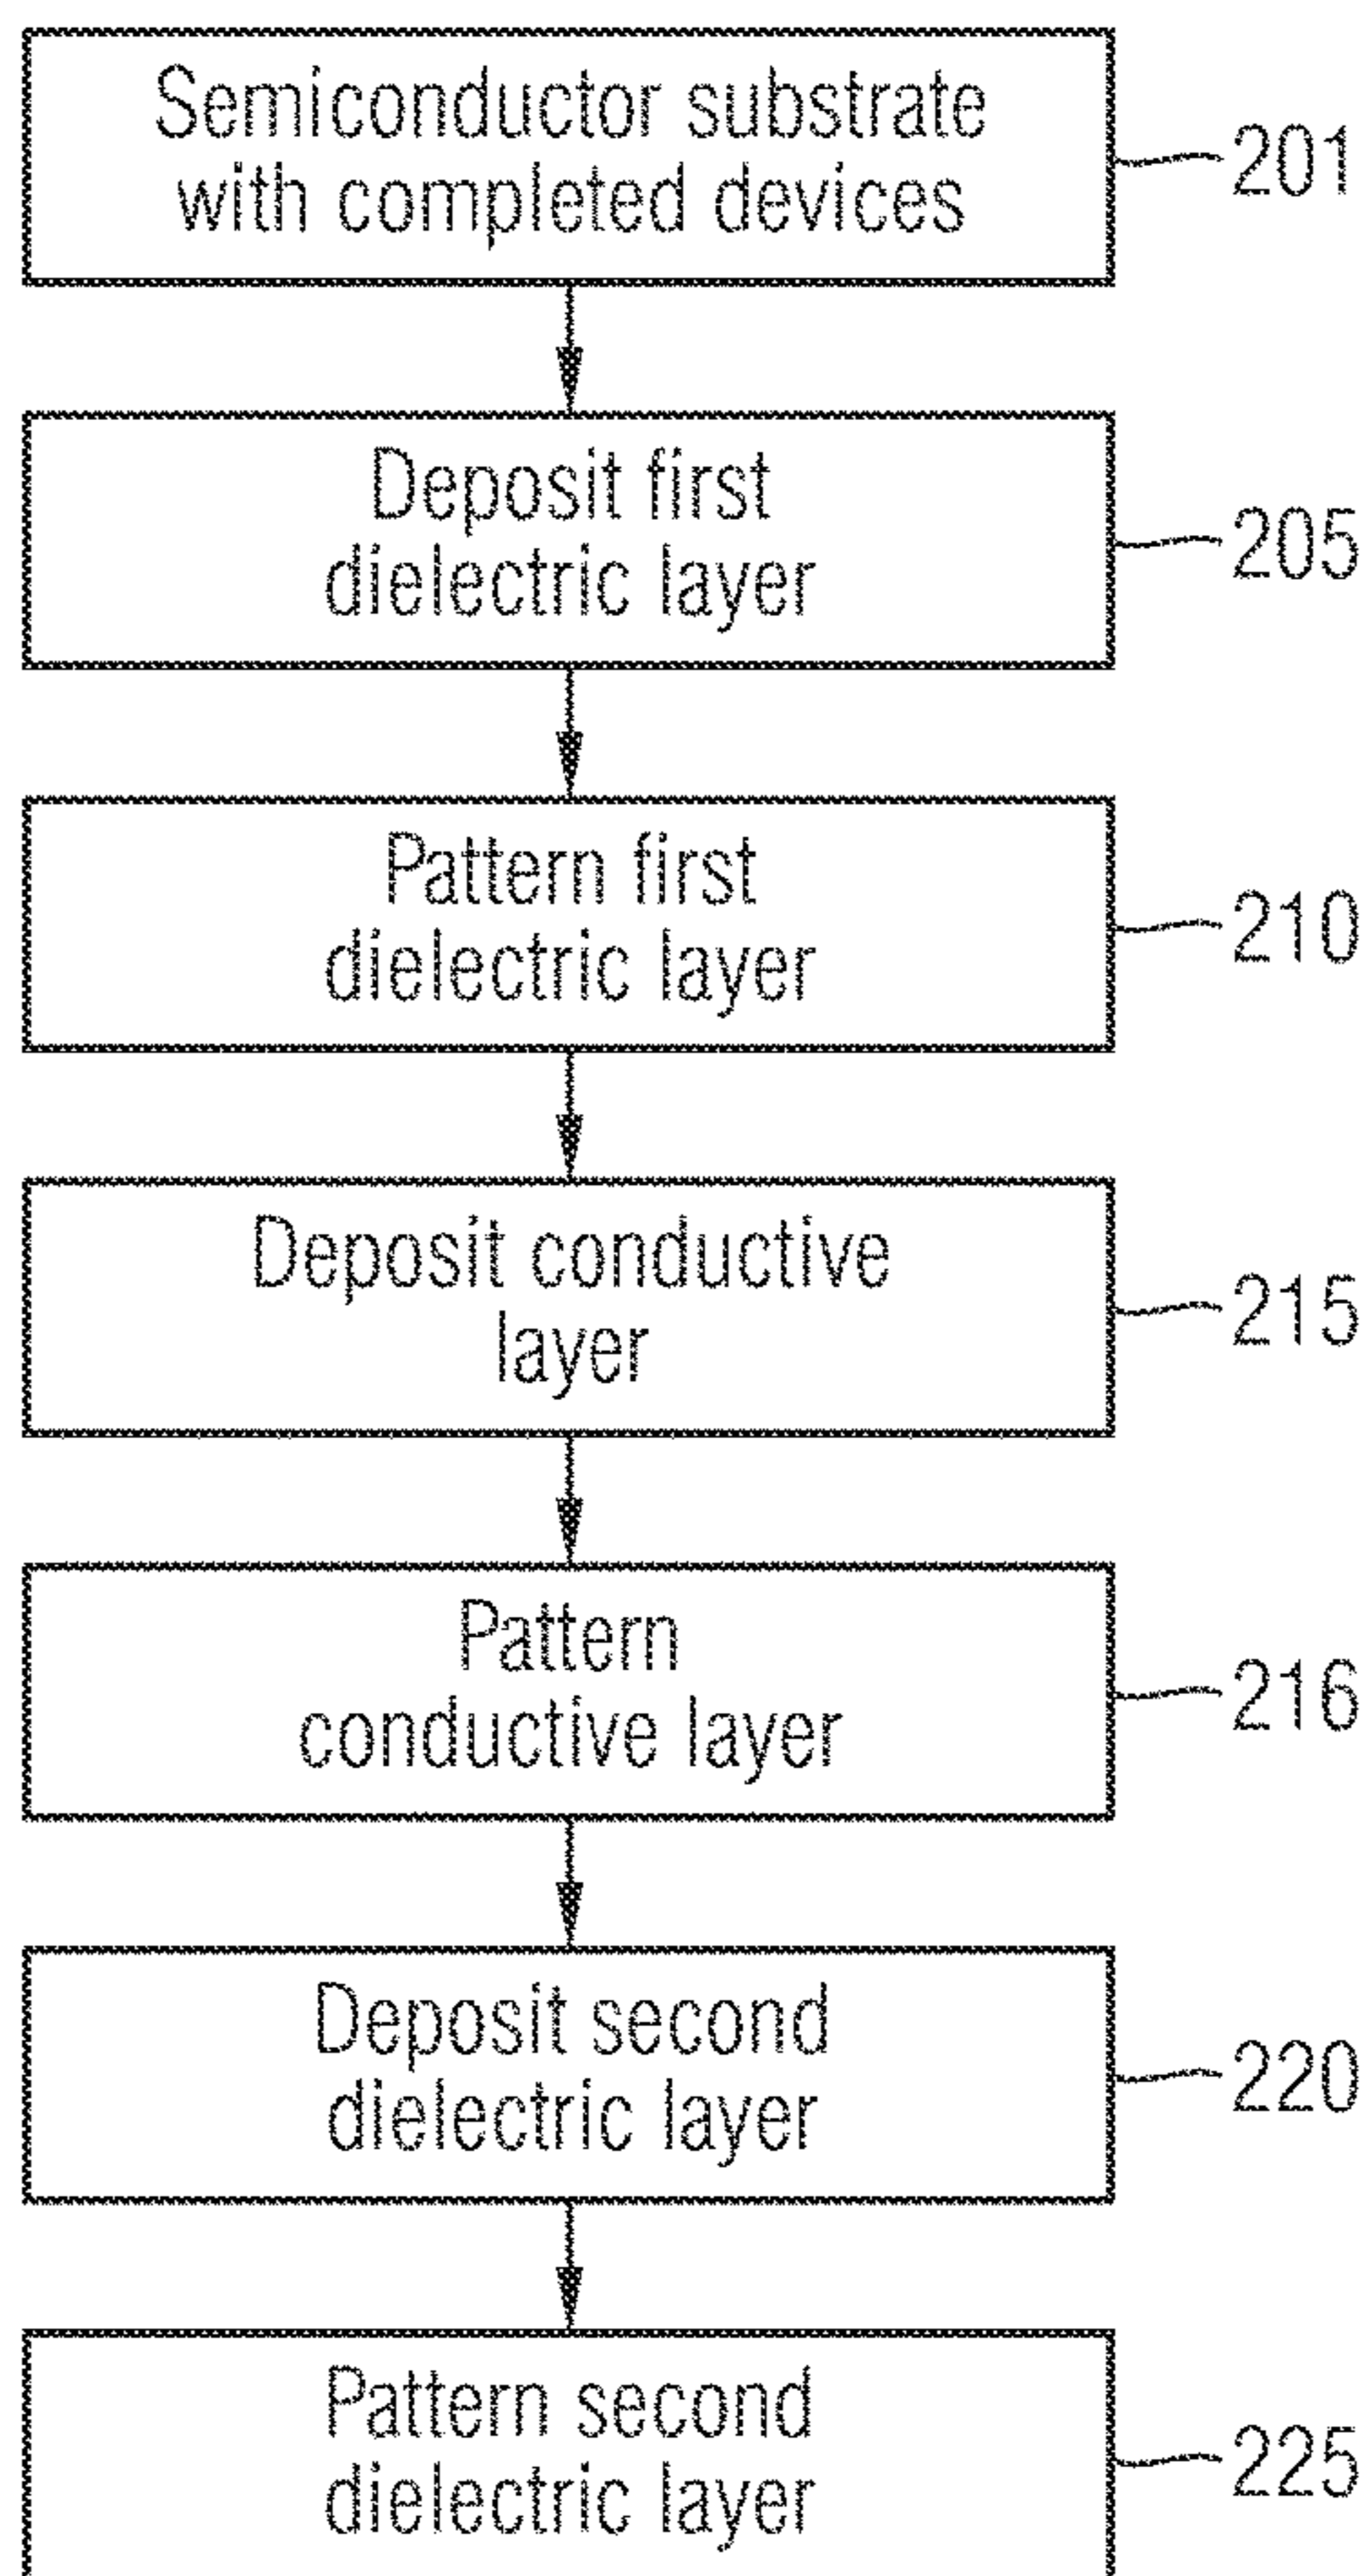 Semiconductor substrate
with completed devices
201
Deposit first
dielectric layer
205
Pattern first
dielectric layer
210
Deposit conductive
layer
215
Pattern
conductive layer
216
Deposit second
dielectric layer
220
Pattern second
dielectric layer
225